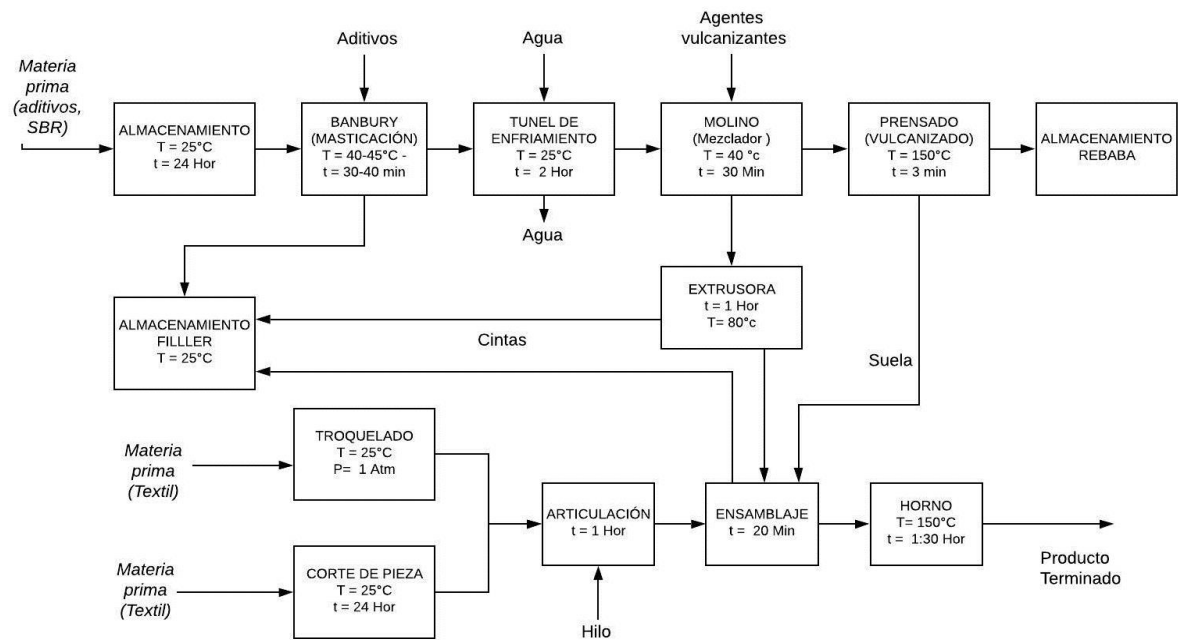 Materia
prima
(aditivos,
SBR)
ALMACENAMIENTO
T = 25°C
t = 24 Hor
Aditivos
BANBURY
(MASTICACIÓN)
T = 40-45°C -
t = 30-40 min
Agua
TUNEL DE
ENFRIAMIENTO
T = 25°C
t = 2 Hor
Agua
Agentes
vulcanizantes
MOLINO
(Mezclador )
T = 40 °c
t = 30 Min
PRENSADO
(VULCANIZADO)
T = 150°C
t = 3 min
ALMACENAMIENTO
REBABA
ALMACENAMIENTO
FILLLER
T = 25°C
Cintas
EXTRUSORA
t = 1 Hor
T= 80°c
Suela
Materia
prima
(Textil)
TROQUELADO
T = 25°C
P= 1 Atm
Materia
prima
(Textil)
CORTE DE PIEZA
T = 25°C
t = 24 Hor
ARTICULACIÓN
t = 1 Hor
Hilo
ENSAMBLAJE
t = 20 Min
HORNO
T= 150°C
t = 1:30 Hor
Producto
Terminado